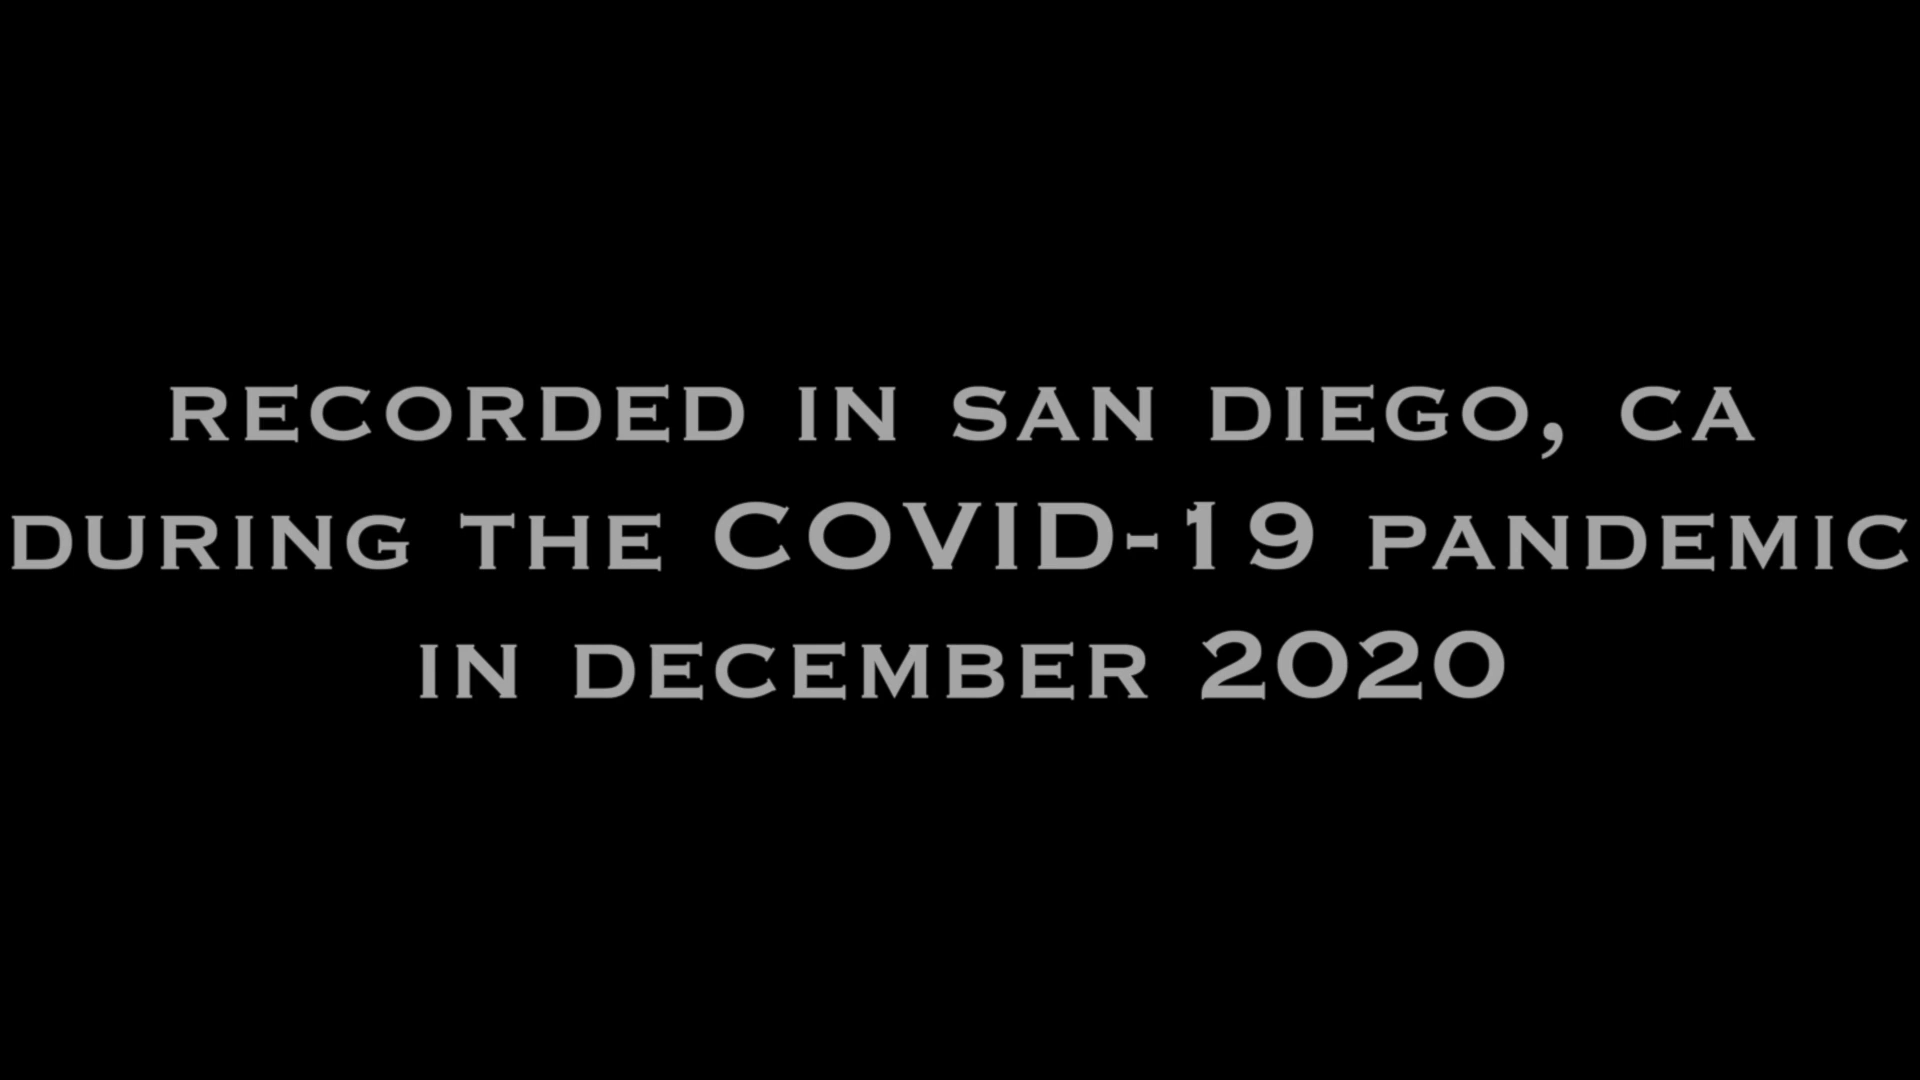 RECORDED IN SAN DIEGO, CA
DURING THE COVID-19 PANDEMIC
IN DECEMBER 2020